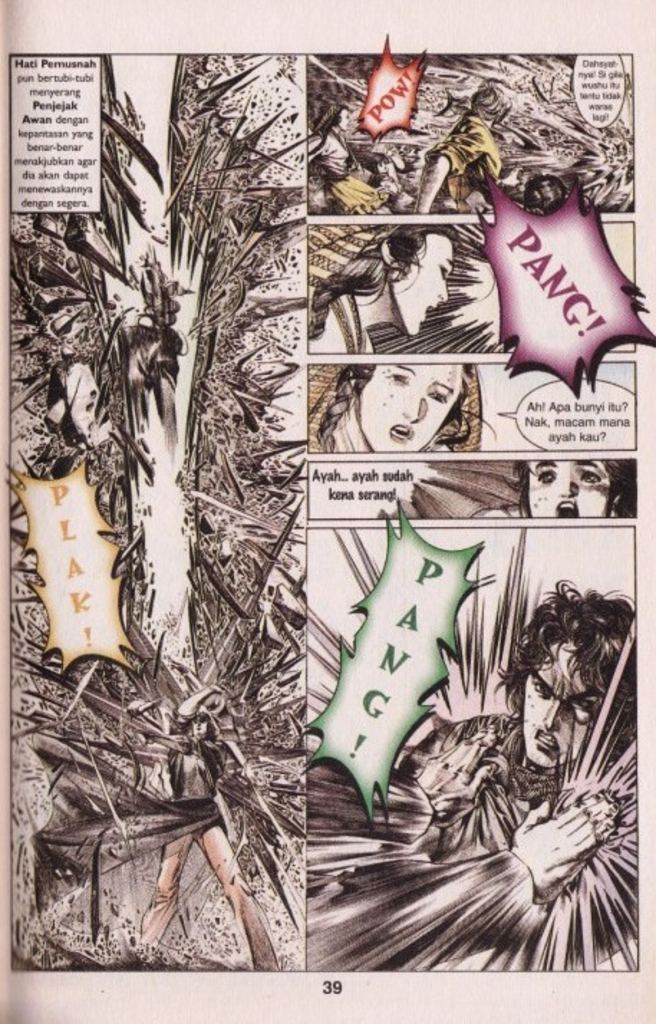 Hati Pemusnah
pun bertubi-tubi
menyerang
Penjejak
Awan dengan
kepantasan yang
benar-benar
menakjubkan agar
dia akan dapat
menewaskannya
dengan segera.
PLAK!
POW!
Dahsyat-
nya! Si gila
wushu itu
tentu tidak
waras
lagi!
PANG!
Ah! Apa bunyi itu?
Nak, macam mana
ayah kau?
Ayah... ayah sudah
kena serang!
PANG!
39